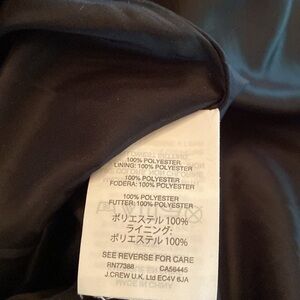 100% POLYESTER
LINING: 100% POLYESTER
100% POLYESTER
FODERA: 100% POLYESTER
100% POLYESTER
FUTTER: 100% POLYESTER
ポリエステル 100%
ライニング:
ポリエステル 100%
SEE REVERSE FOR CARE
RN77388 CA56445
J.CREW U.K. Ltd EC4V 6JA